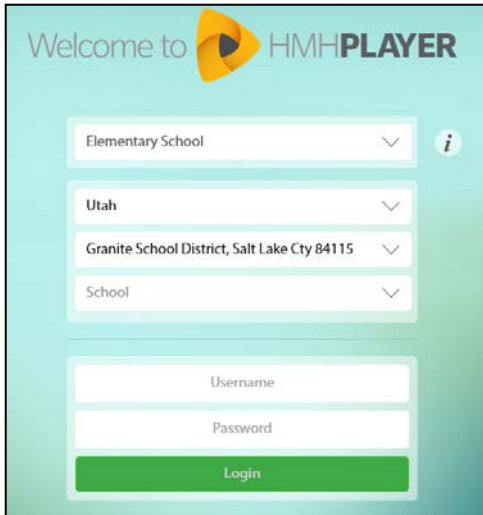 Welcome to HMHPLAYER
Elementary School
i
Utah
Granite School District, Salt Lake Cty 84115
School
Username
Password
Login